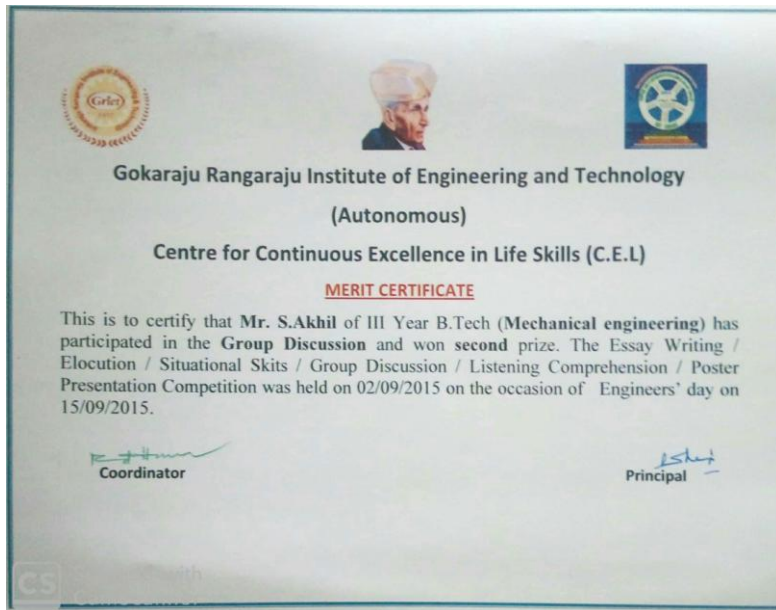 Griet
Gokaraju Rangaraju Institute of Engineering and Technology
(Autonomous)
Centre for Continuous Excellence in Life Skills (C.E.L)
MERIT CERTIFICATE
This is to certify that Mr. S.Akhil of III Year B.Tech (Mechanical engineering) has
participated in the Group Discussion and won second prize. The Essay Writing /
Elocution / Situational Skits / Group Discussion / Listening Comprehension / Poster
Presentation Competition was held on 02/09/2015 on the occasion of Engineers' day on
15/09/2015.
Coordinator
Principal
CS